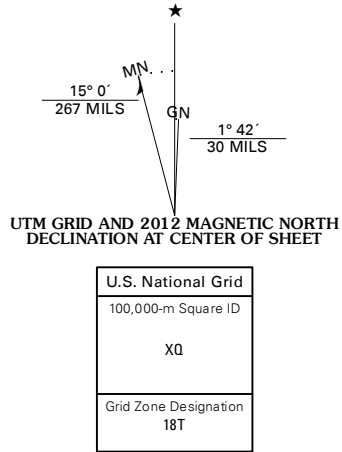 ★
MN
15° 0´
267 MILS
GN
1° 42´
30 MILS
UTM GRID AND 2012 MAGNETIC NORTH
DECLINATION AT CENTER OF SHEET
U.S. National Grid
100,000-m Square ID
XQ
Grid Zone Designation
18T